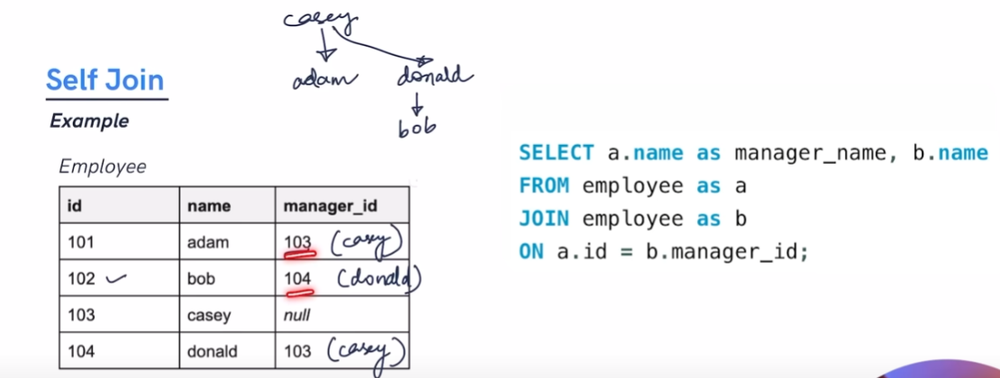 casey
adam donald
bob
Self Join
Example
Employee
id name manager_id
101 adam 103 (casey)
102 bob 104 (donald)
103 casey null
104 donald 103 (casey)
SELECT a.name as manager_name, b.name
FROM employee as a
JOIN employee as b
ON a.id = b.manager_id;